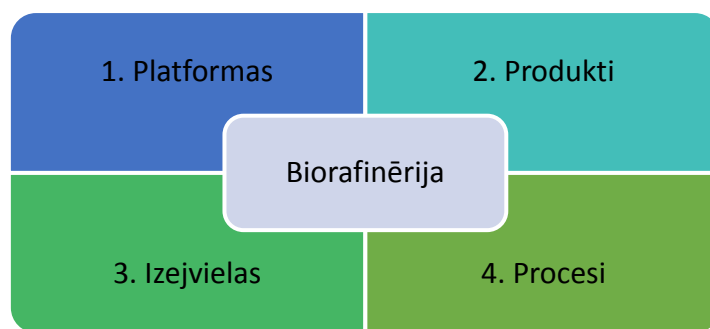 1. Platformas
2. Produkti
Biorafinērija
3. Izejvielas
4. Procesi